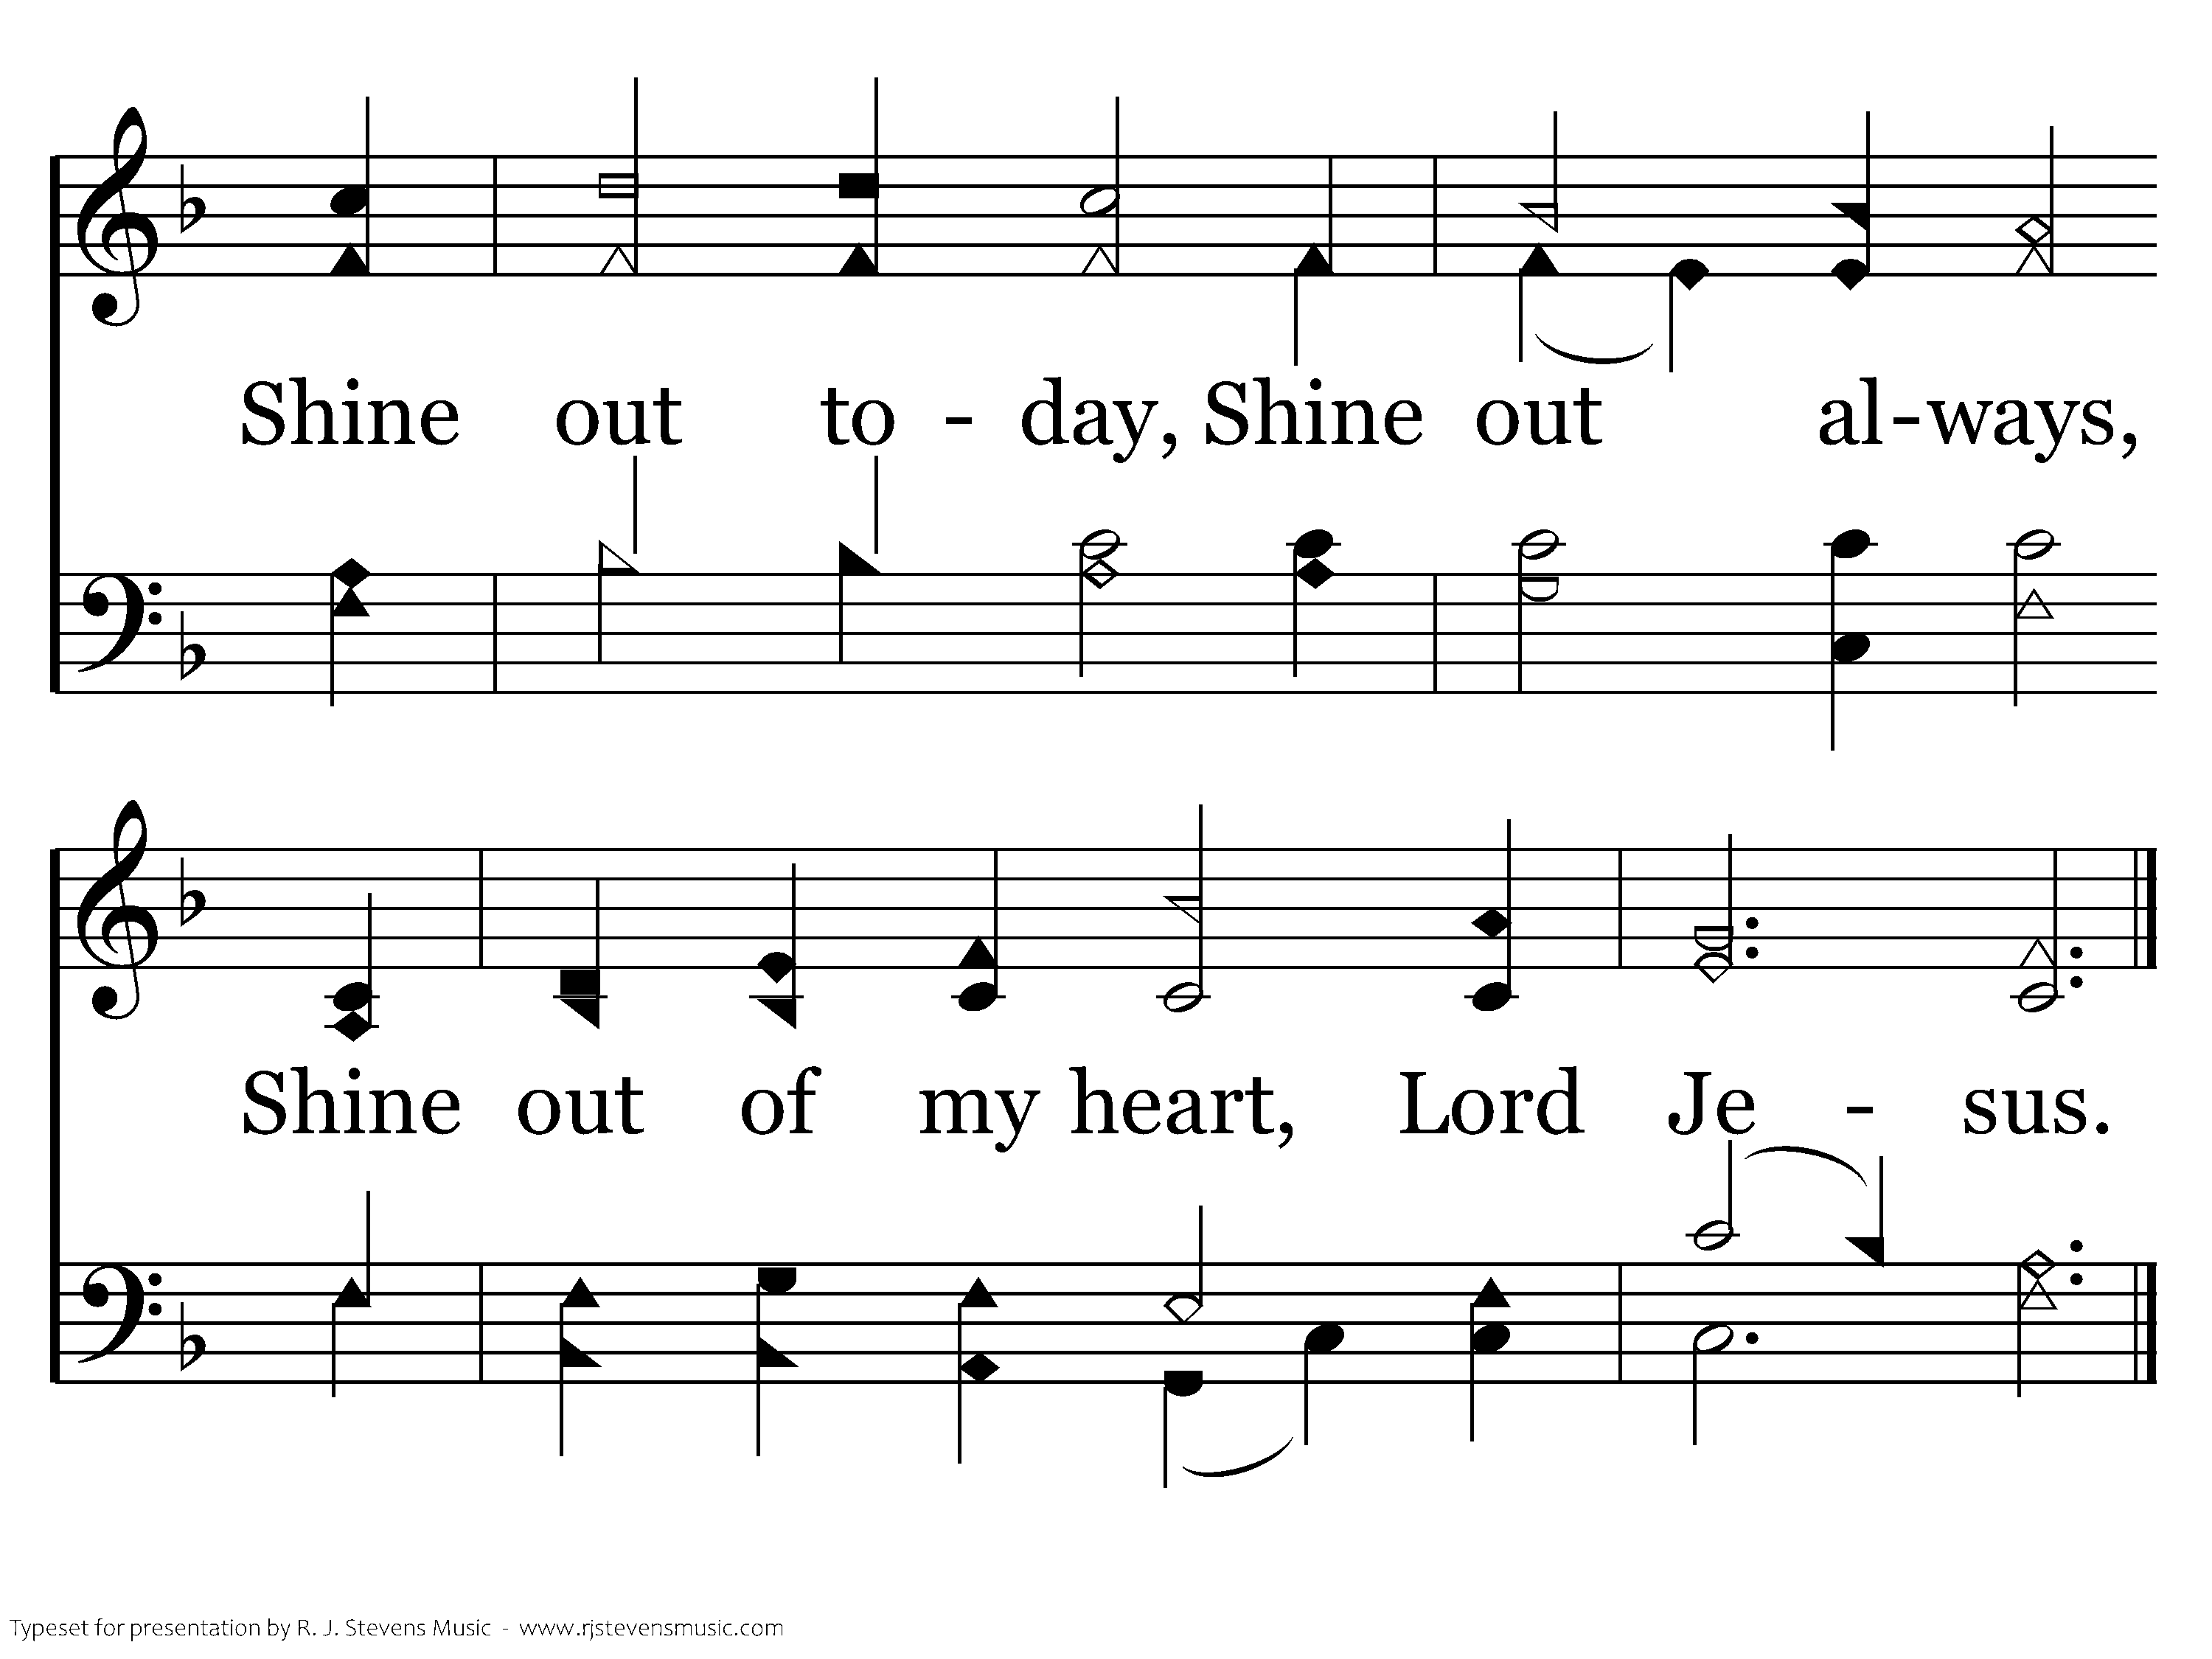 Shine out to - day, Shine out al-ways,
Shine out of my heart, Lord Je - sus.
Typeset for presentation by R. J. Stevens Music - www.rjstevensmusic.com